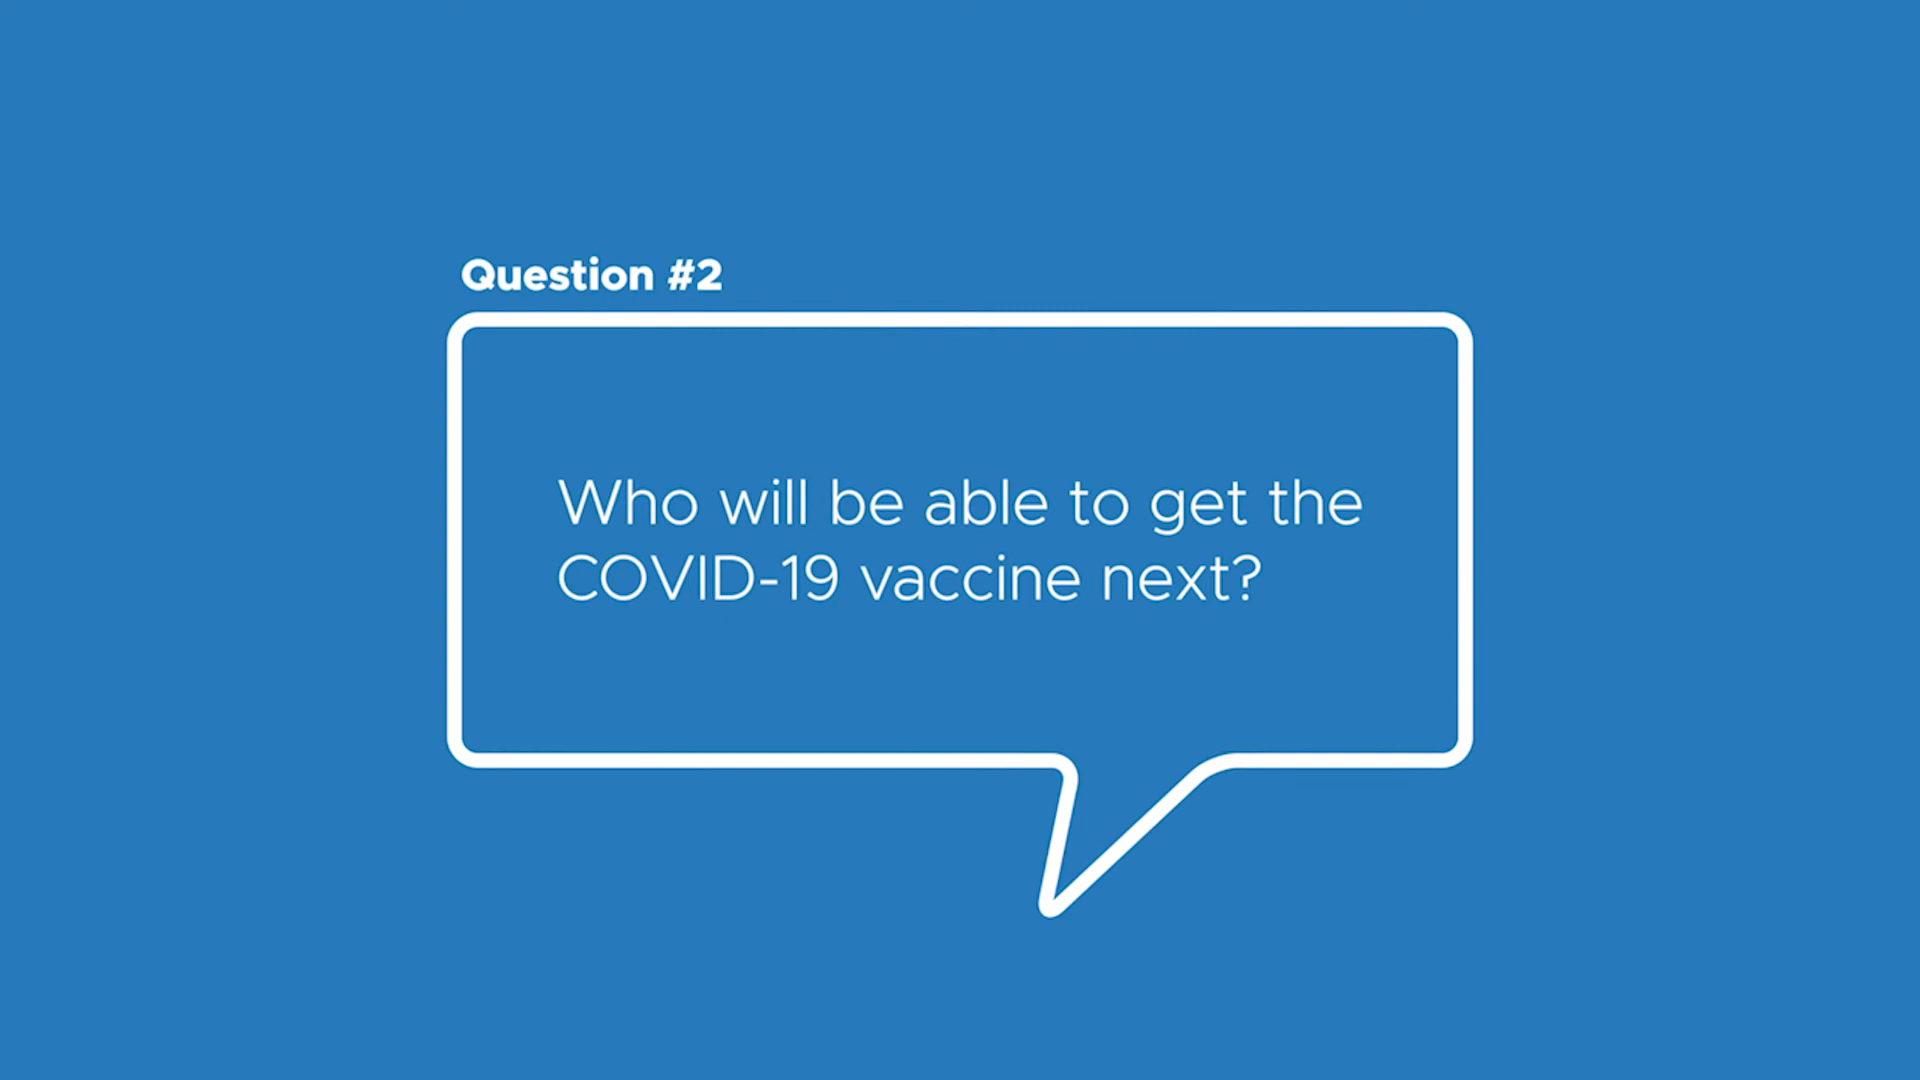 Question #2
Who will be able to get the
COVID-19 vaccine next?